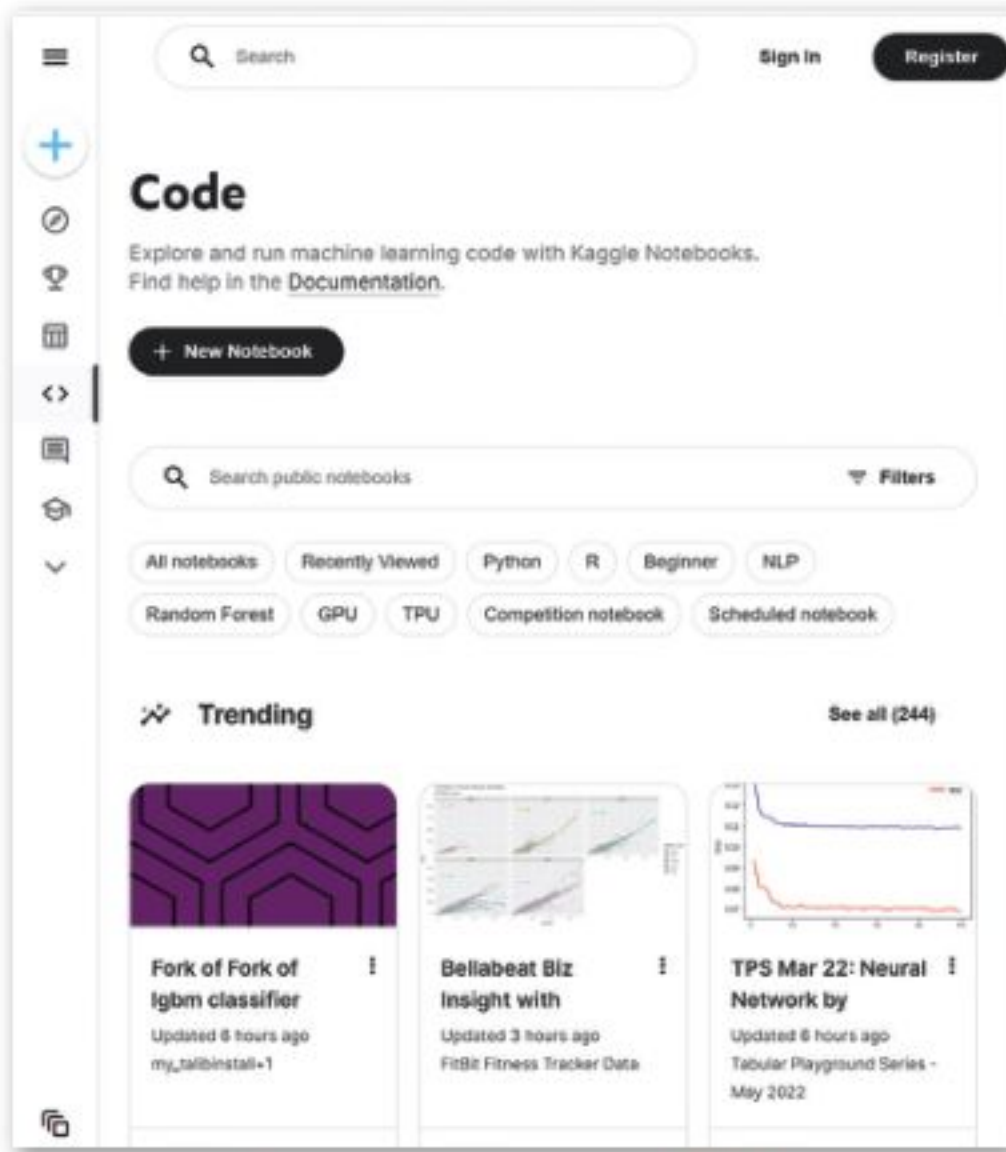 Search
Sign In
Register
Code
Explore and run machine learning code with Kaggle Notebooks.
Find help in the Documentation.
+ New Notebook
Search public notebooks
Filters
All notebooks
Recently Viewed
Python
R
Beginner
NLP
Random Forest
GPU
TPU
Competition notebook
Scheduled notebook
Trending
See all (244)
Fork of Fork of
lgbm classifier
Updated 6 hours ago
my_talibinstall+1
Bellabeat Biz
Insight with
Updated 3 hours ago
FitBit Fitness Tracker Data
TPS Mar 22: Neural
Network by
Updated 6 hours ago
Tabular Playground Series -
May 2022